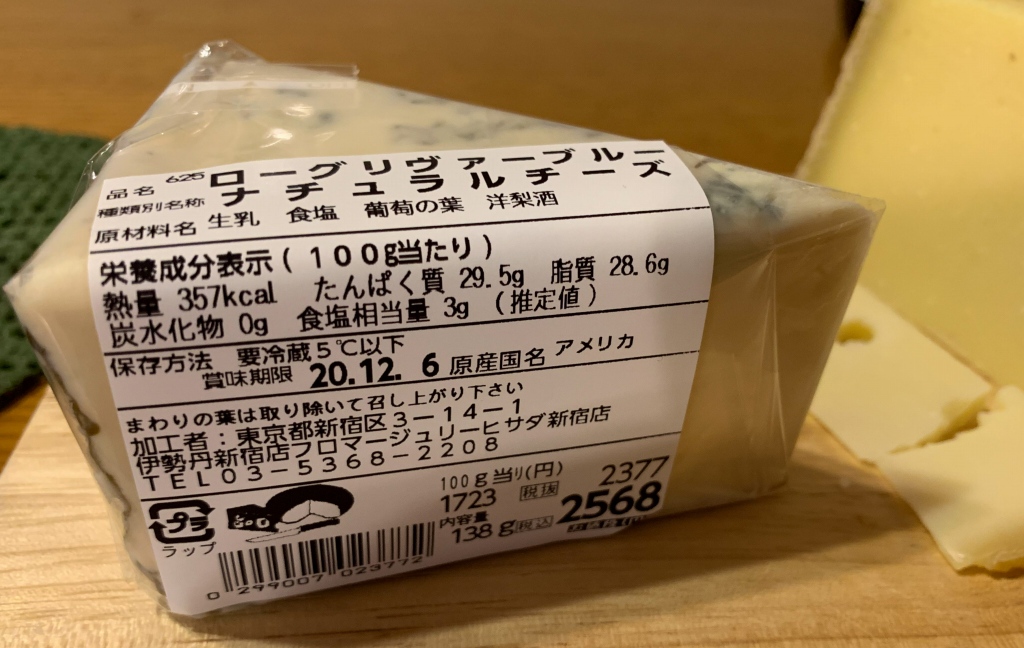 品名 625 ローグリヴァーブルー
種類別名称 ナチュラルチーズ
原材料名 生乳 食塩 葡萄の葉 洋梨酒
栄養成分表示(100g当たり)
熱量 357kcal たんぱく質 29.5g 脂質 28.6g
炭水化物 0g 食塩相当量 3g (推定値)
保存方法 要冷蔵5℃以下
賞味期限 20.12. 6 原産国名 アメリカ
まわりの葉は取り除いて召し上がり下さい
加工者:東京都新宿区3-14-1
伊勢丹新宿店フロマージュリーヒサダ新宿店
TEL03-5368-2208
100g当り(円) 2377
1723 税抜 2568
内容量
138g 税込
プラ
ラップ
0 299007 023772